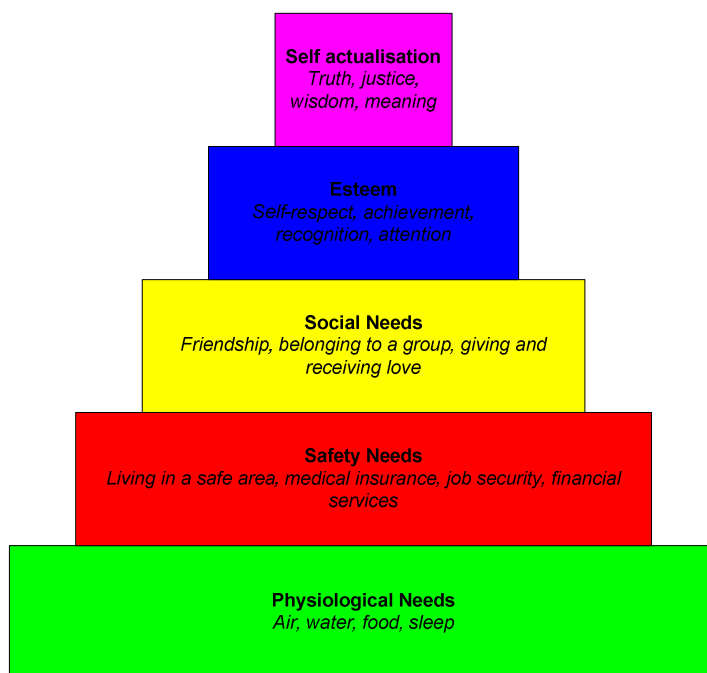 Self actualisation
Truth, justice,
wisdom, meaning
Esteem
Self-respect, achievement,
recognition, attention
Social Needs
Friendship, belonging to a group, giving and
receiving love
Safety Needs
Living in a safe area, medical insurance, job security, financial
services
Physiological Needs
Air, water, food, sleep